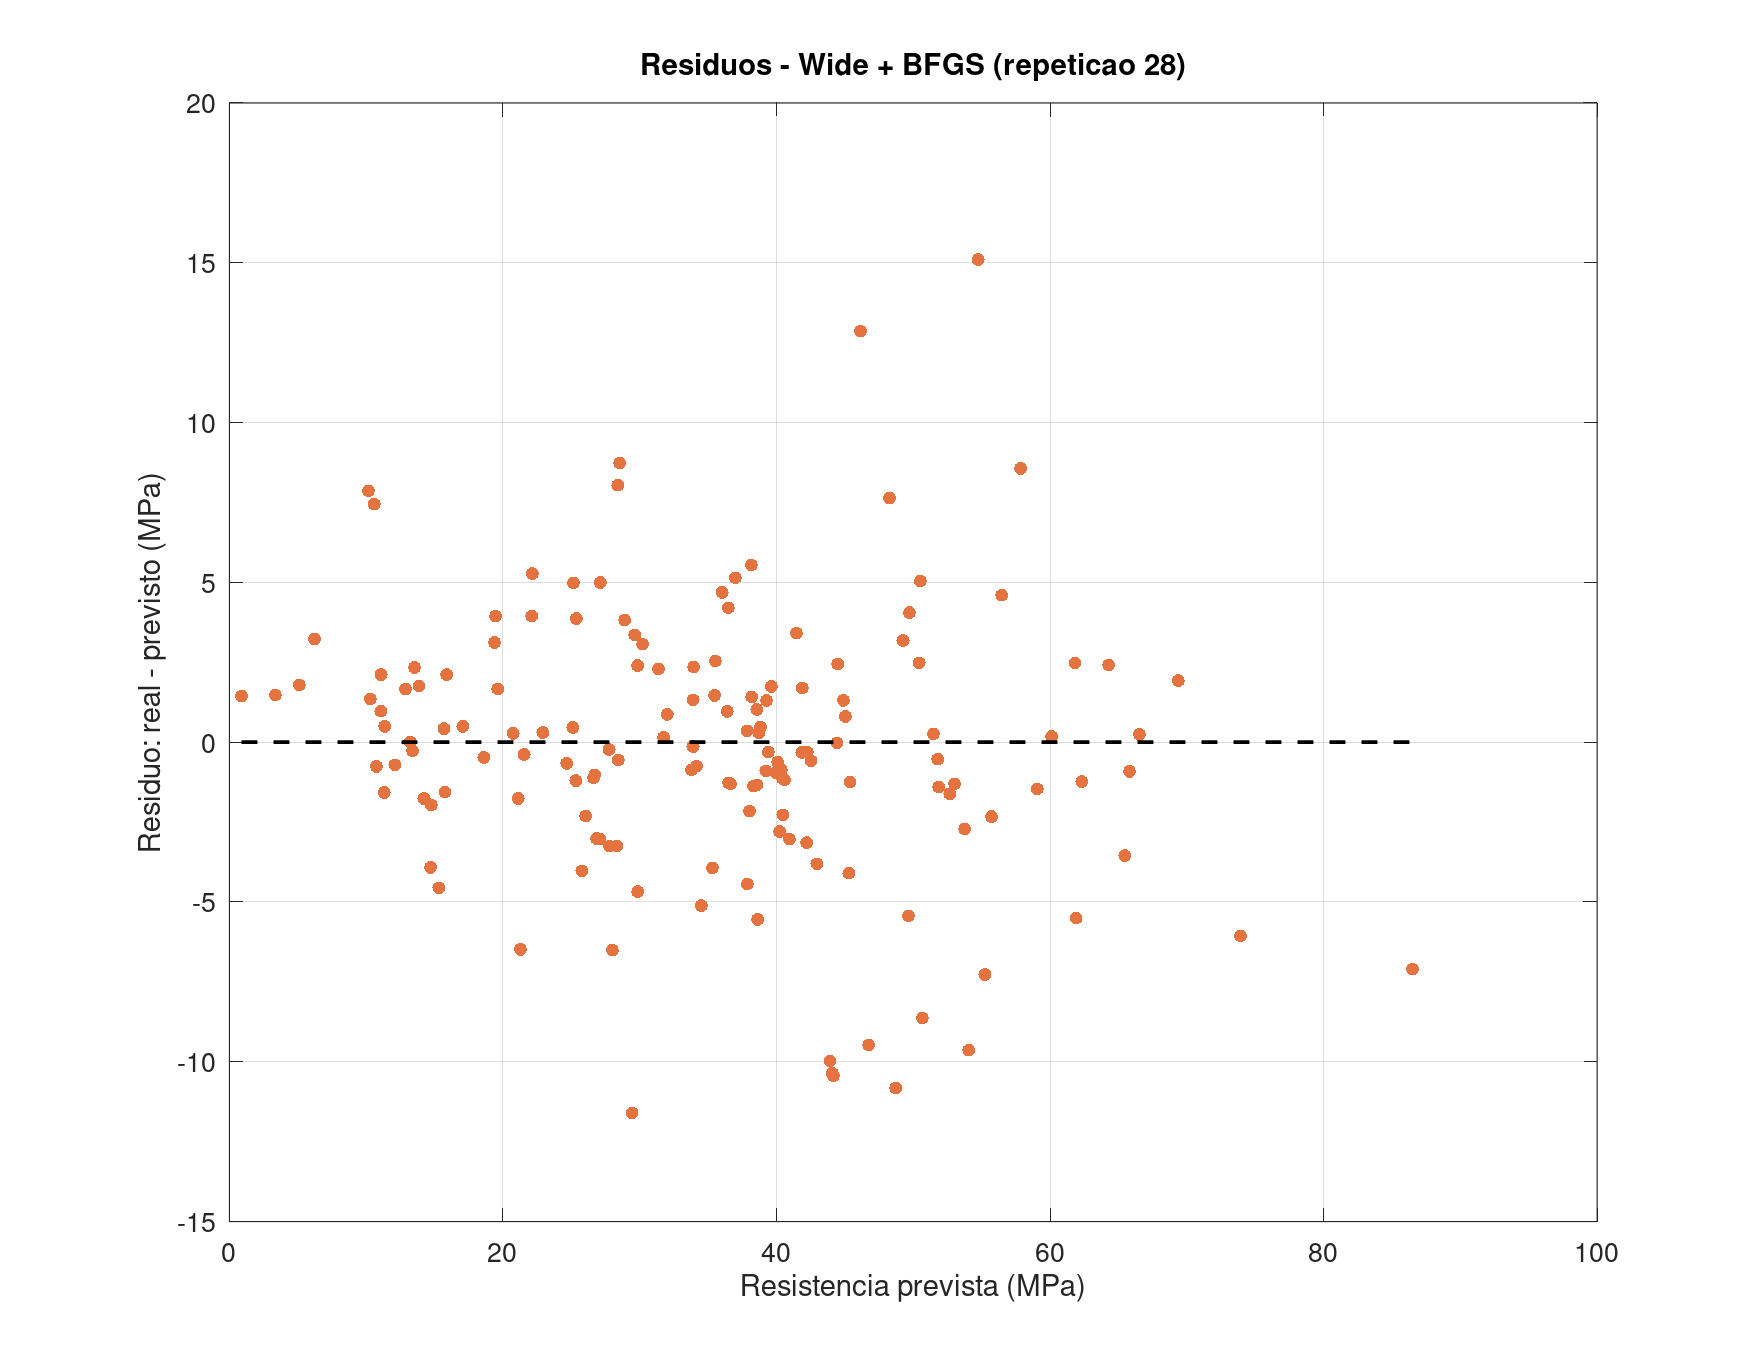 Residuos - Wide + BFGS (repeticao 28)
20
15
10
5
0
-5
-10
-15
Residuo: real - previsto (MPa)
0 20 40 60 80 100
Resistencia prevista (MPa)